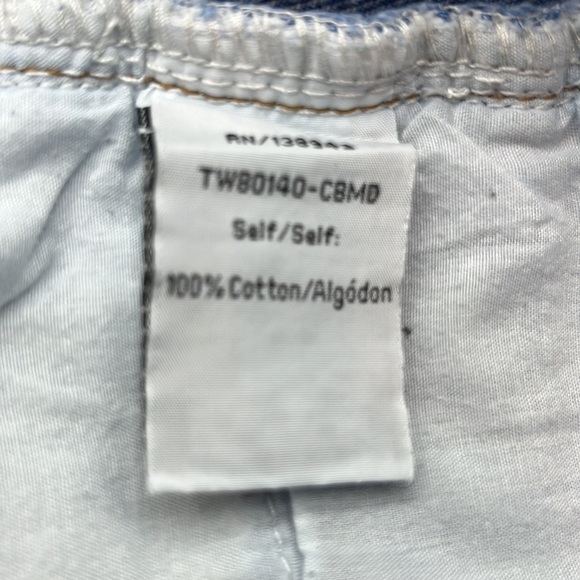 TW80140-CBMD
Self/Self:
100% Cotton/Algódon